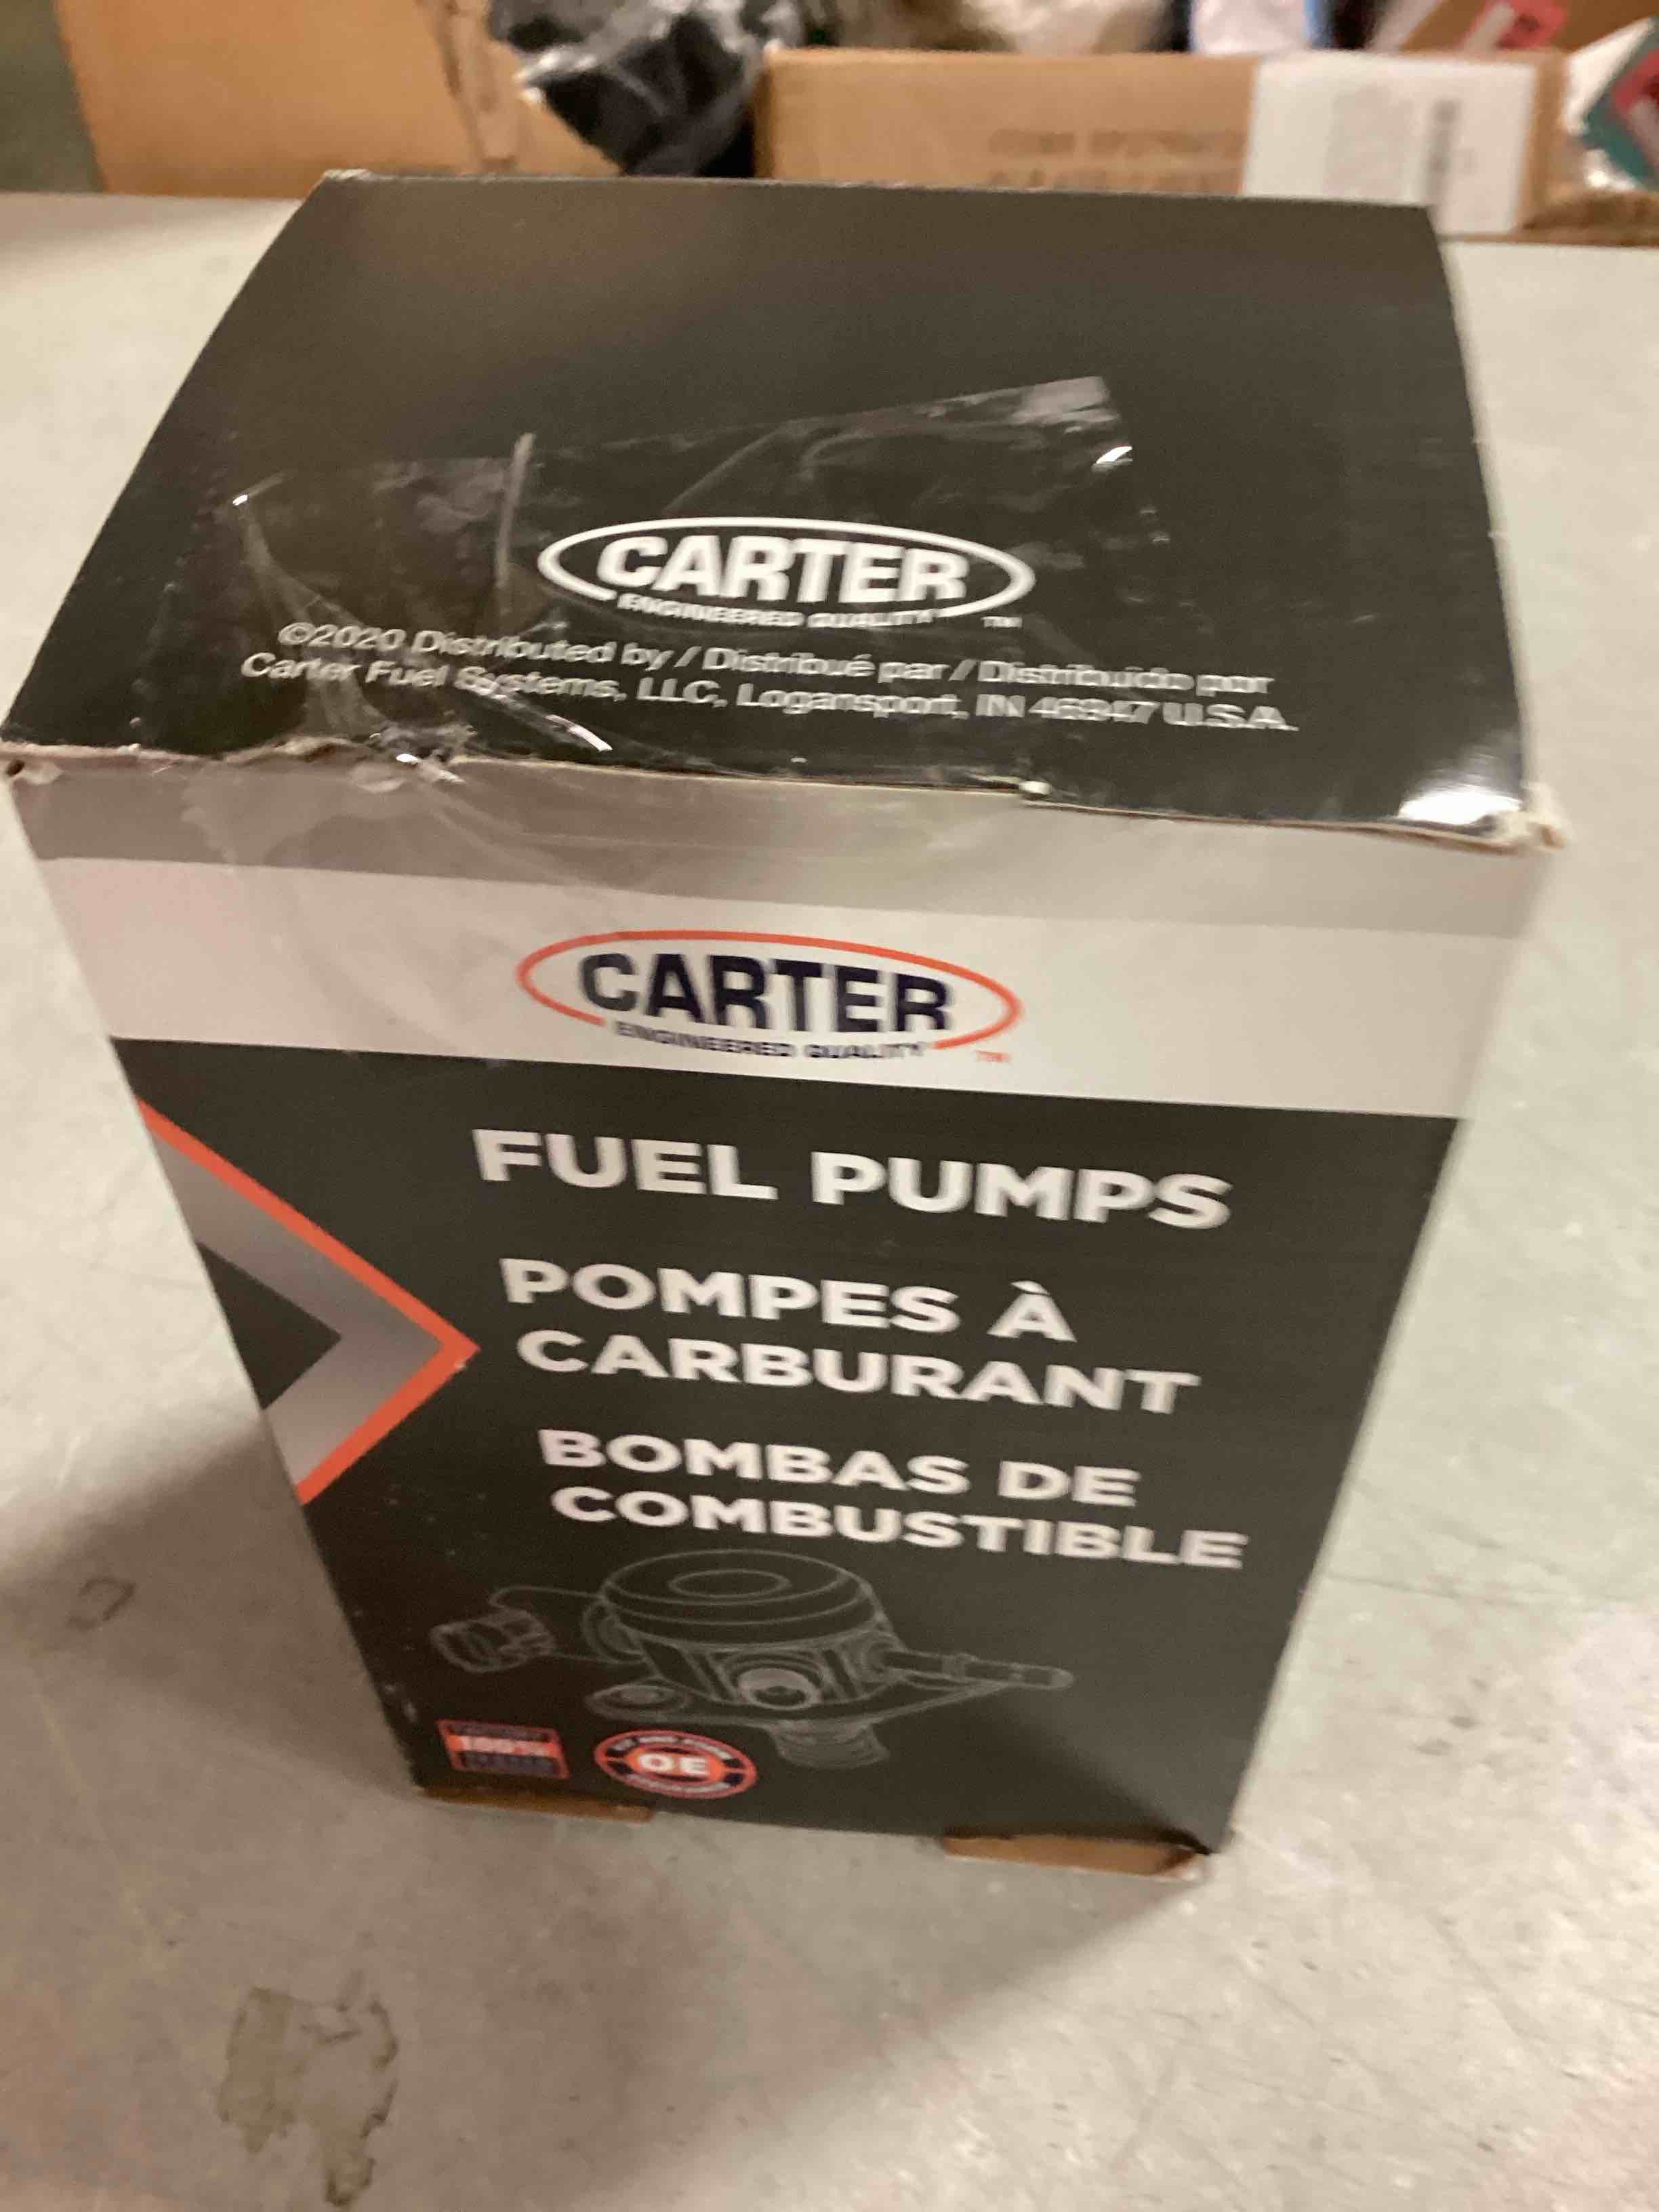 CARTER
ENGINEERED QUALITY
TM
©2020 Distributed by / Distribué par / Distribuido por
Carter Fuel Systems, LLC, Logansport, IN 46947 U.S.A.
CARTER
ENGINEERED QUALITY
TM
FUEL PUMPS
POMPES À
CARBURANT
BOMBAS DE
COMBUSTIBLE
100%
OE